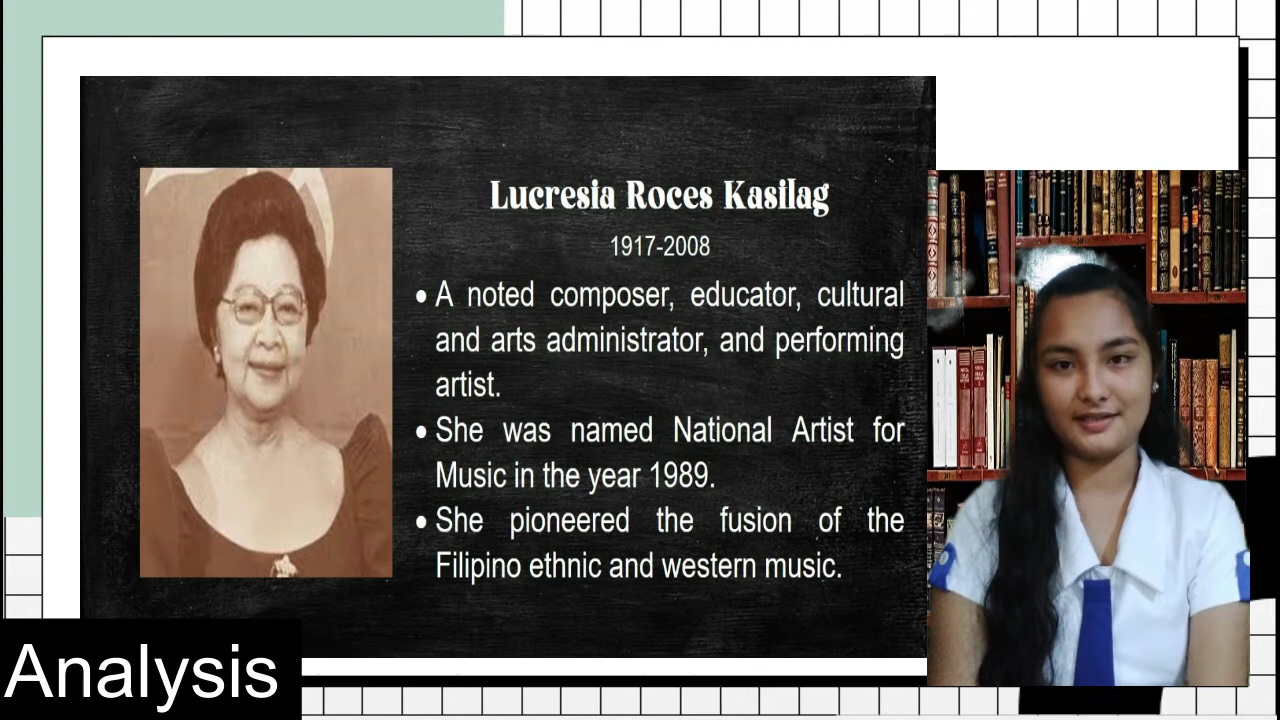 Lucresia Roces Kasilag
1917-2008
• A noted composer, educator, cultural
and arts administrator, and performing
artist.
• She was named National Artist for
Music in the year 1989.
• She pioneered the fusion of the
Filipino ethnic and western music.
Analysis